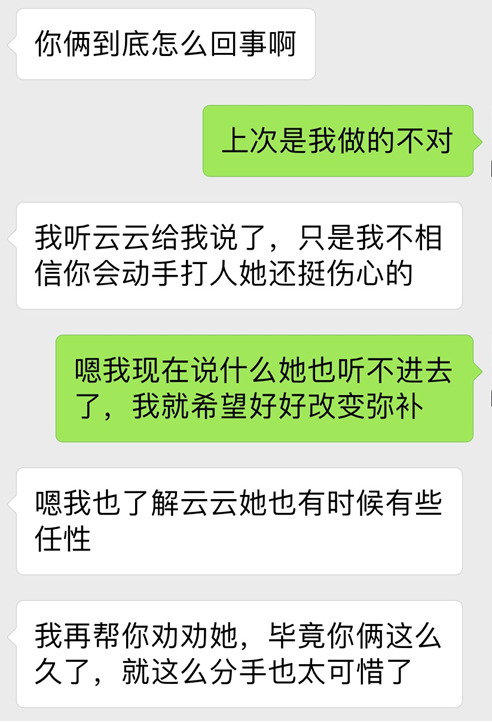 你俩到底怎么回事啊
上次是我做的不对
我听云云给我说了，只是我不相
信你会动手打人她还挺伤心的
嗯我现在说什么她也听不进去
了，我就希望好好改变弥补
嗯我也了解云云她也有时候有些
任性
我再帮你劝劝她，毕竟你俩这么
久了，就这么分手也太可惜了